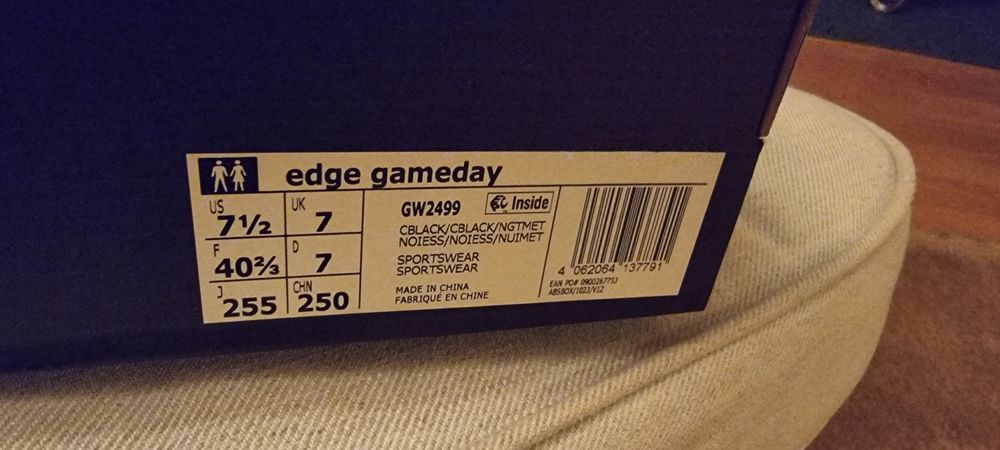 edge gameday
US 7½ UK 7
F 40⅔ D 7
J 255 CHN 250
GW2499 Inside
CBLACK/CBLACK/NGTMET
NOIESS/NOIESS/NUIMET
SPORTSWEAR
SPORTSWEAR
MADE IN CHINA
FABRIQUÉ EN CHINE
4 062064 137791
EAN PO# 0900267753
ABSBOX/1023/V12